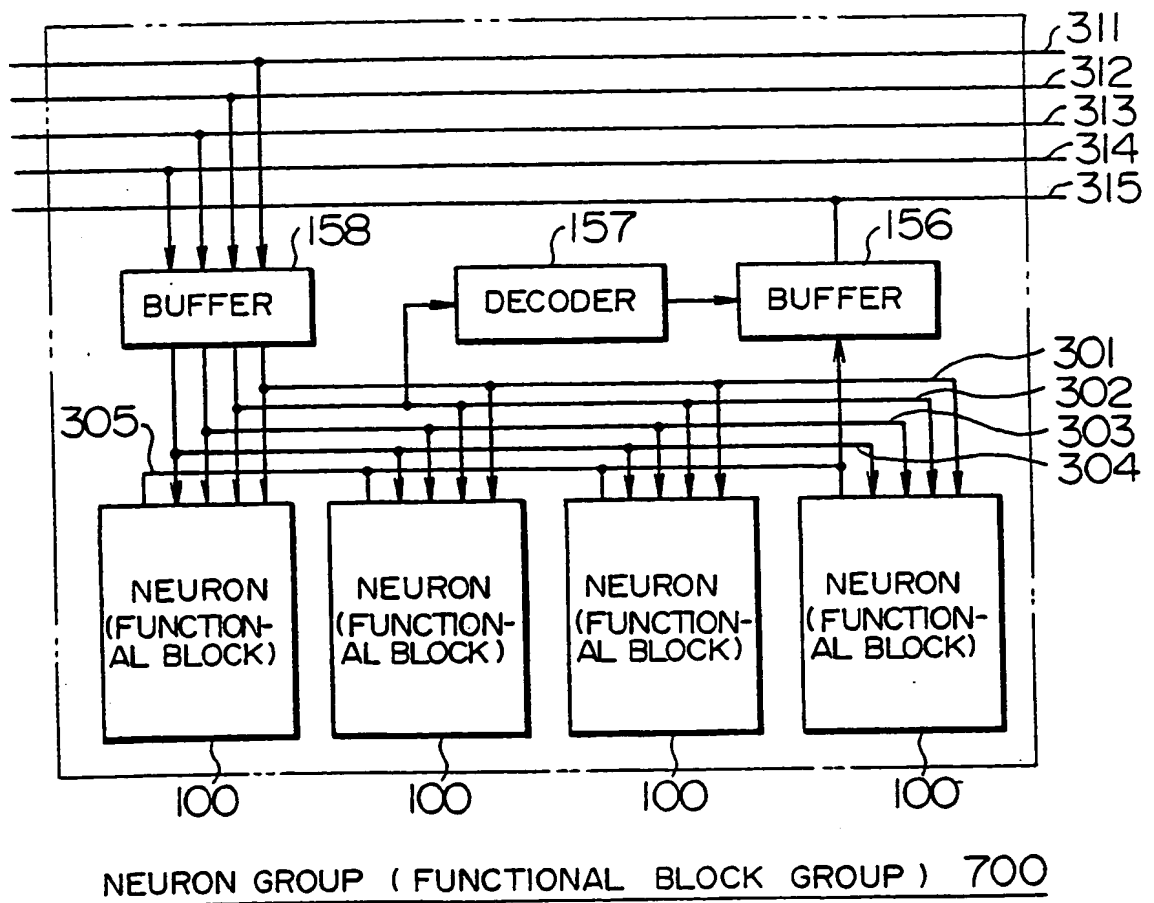 311
312
313
314
315
158
157
156
BUFFER
DECODER
BUFFER
301
302
303
304
305
NEURON
(FUNCTION-
AL BLOCK)
NEURON
(FUNCTION-
AL BLOCK)
NEURON
(FUNCTION-
AL BLOCK)
NEURON
(FUNCTION-
AL BLOCK)
100
100
100
100
NEURON GROUP (FUNCTIONAL BLOCK GROUP) 700